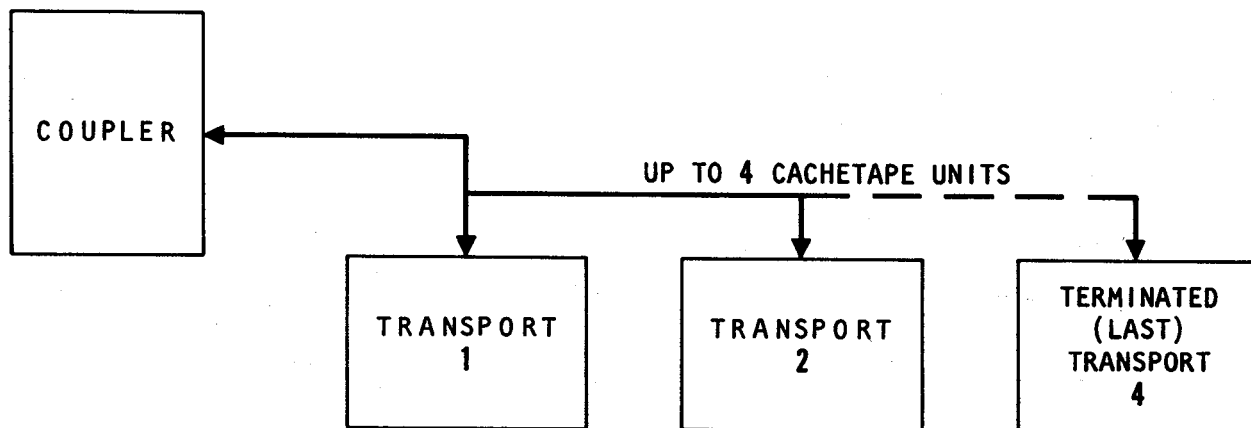 COUPLER
UP TO 4 CACHETAPE UNITS
TRANSPORT
1
TRANSPORT
2
TERMINATED
(LAST)
TRANSPORT
4